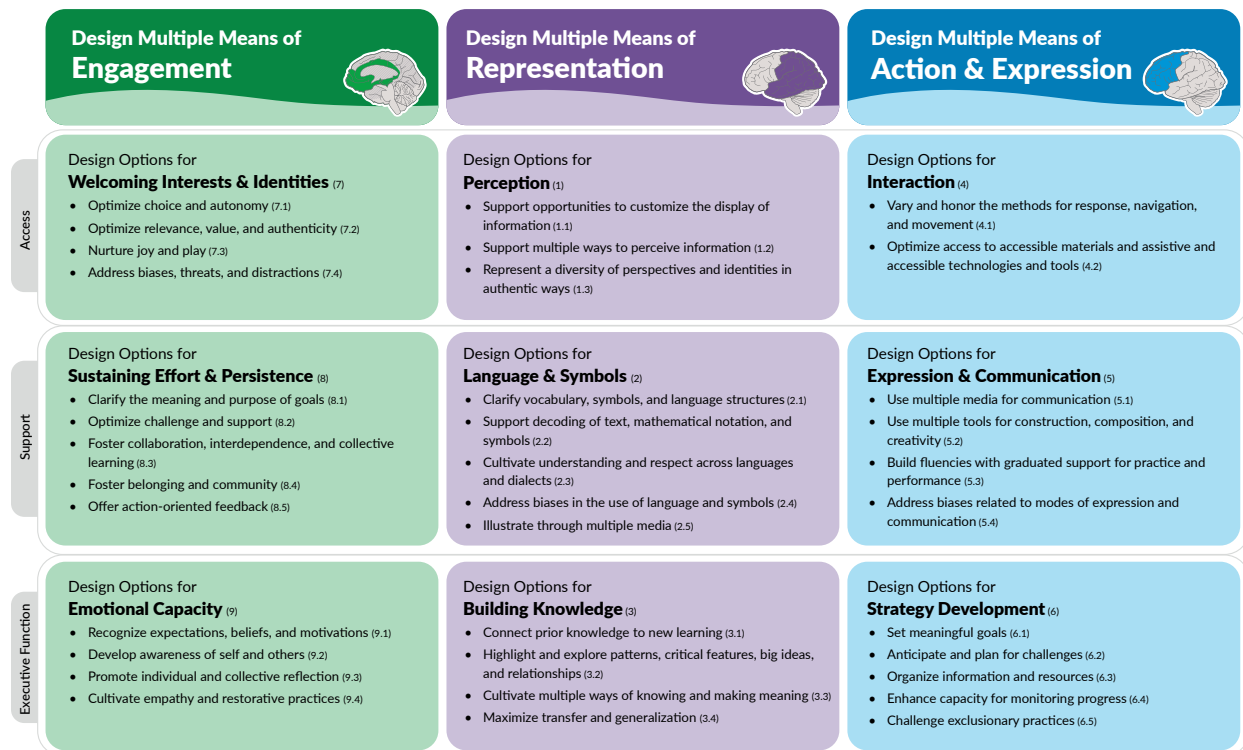 Design Multiple Means of
Engagement
Design Multiple Means of
Representation
Design Multiple Means of
Action & Expression
Access
Design Options for
Welcoming Interests & Identities (7)
• Optimize choice and autonomy (7.1)
• Optimize relevance, value, and authenticity (7.2)
• Nurture joy and play (7.3)
• Address biases, threats, and distractions (7.4)
Design Options for
Perception (1)
• Support opportunities to customize the display of
information (1.1)
• Support multiple ways to perceive information (1.2)
• Represent a diversity of perspectives and identities in
authentic ways (1.3)
Design Options for
Interaction (4)
• Vary and honor the methods for response, navigation,
and movement (4.1)
• Optimize access to accessible materials and assistive and
accessible technologies and tools (4.2)
Support
Design Options for
Sustaining Effort & Persistence (8)
• Clarify the meaning and purpose of goals (8.1)
• Optimize challenge and support (8.2)
• Foster collaboration, interdependence, and collective
learning (8.3)
• Foster belonging and community (8.4)
• Offer action-oriented feedback (8.5)
Design Options for
Language & Symbols (2)
• Clarify vocabulary, symbols, and language structures (2.1)
• Support decoding of text, mathematical notation, and
symbols (2.2)
• Cultivate understanding and respect across languages
and dialects (2.3)
• Address biases in the use of language and symbols (2.4)
• Illustrate through multiple media (2.5)
Design Options for
Expression & Communication (5)
• Use multiple media for communication (5.1)
• Use multiple tools for construction, composition, and
creativity (5.2)
• Build fluencies with graduated support for practice and
performance (5.3)
• Address biases related to modes of expression and
communication (5.4)
Executive Function
Design Options for
Emotional Capacity (9)
• Recognize expectations, beliefs, and motivations (9.1)
• Develop awareness of self and others (9.2)
• Promote individual and collective reflection (9.3)
• Cultivate empathy and restorative practices (9.4)
Design Options for
Building Knowledge (3)
• Connect prior knowledge to new learning (3.1)
• Highlight and explore patterns, critical features, big ideas,
and relationships (3.2)
• Cultivate multiple ways of knowing and making meaning (3.3)
• Maximize transfer and generalization (3.4)
Design Options for
Strategy Development (6)
• Set meaningful goals (6.1)
• Anticipate and plan for challenges (6.2)
• Organize information and resources (6.3)
• Enhance capacity for monitoring progress (6.4)
• Challenge exclusionary practices (6.5)